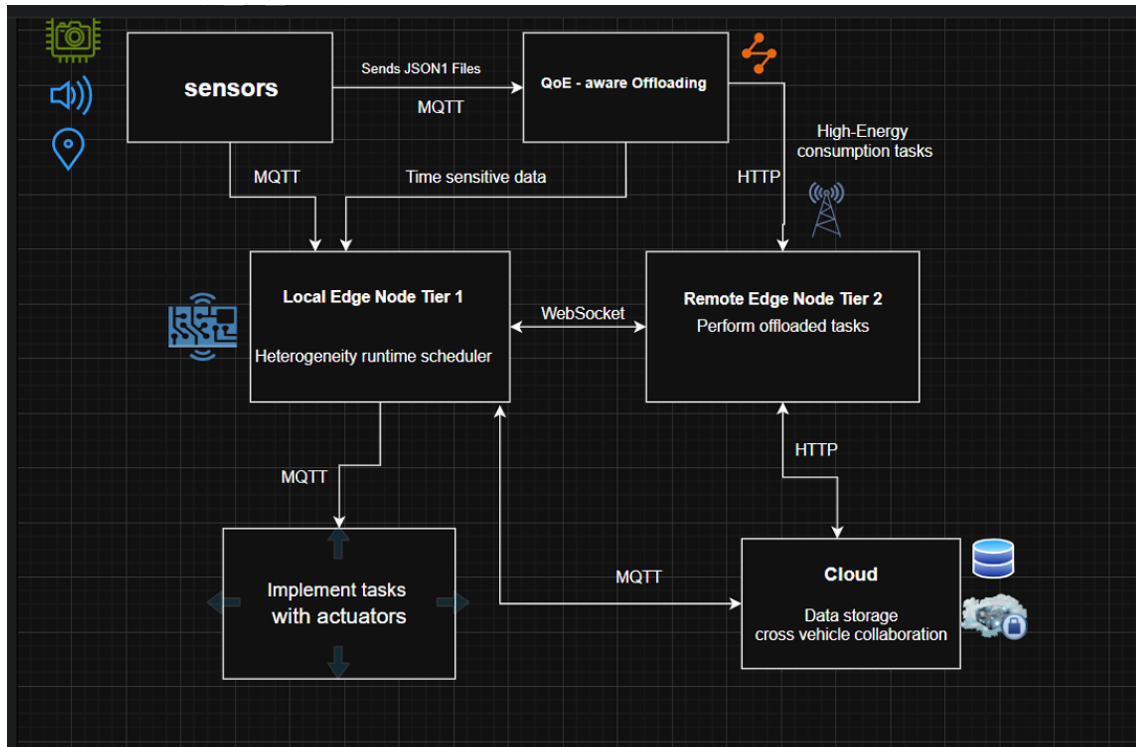 sensors
Sends JSON1 Files
MQTT
QoE - aware Offloading
High-Energy
consumption tasks
MQTT
Time sensitive data
HTTP
Local Edge Node Tier 1
Heterogeneity runtime scheduler
WebSocket
Remote Edge Node Tier 2
Perform offloaded tasks
MQTT
HTTP
Implement tasks
with actuators
MQTT
Cloud
Data storage
cross vehicle collaboration